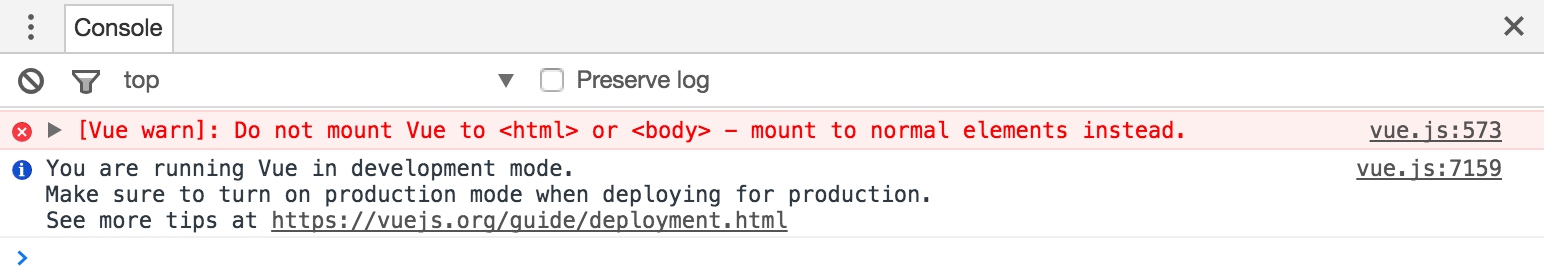 Console
top Preserve log
[Vue warn]: Do not mount Vue to <html> or <body> - mount to normal elements instead. vue.js:573
You are running Vue in development mode. vue.js:7159
Make sure to turn on production mode when deploying for production.
See more tips at https://vuejs.org/guide/deployment.html